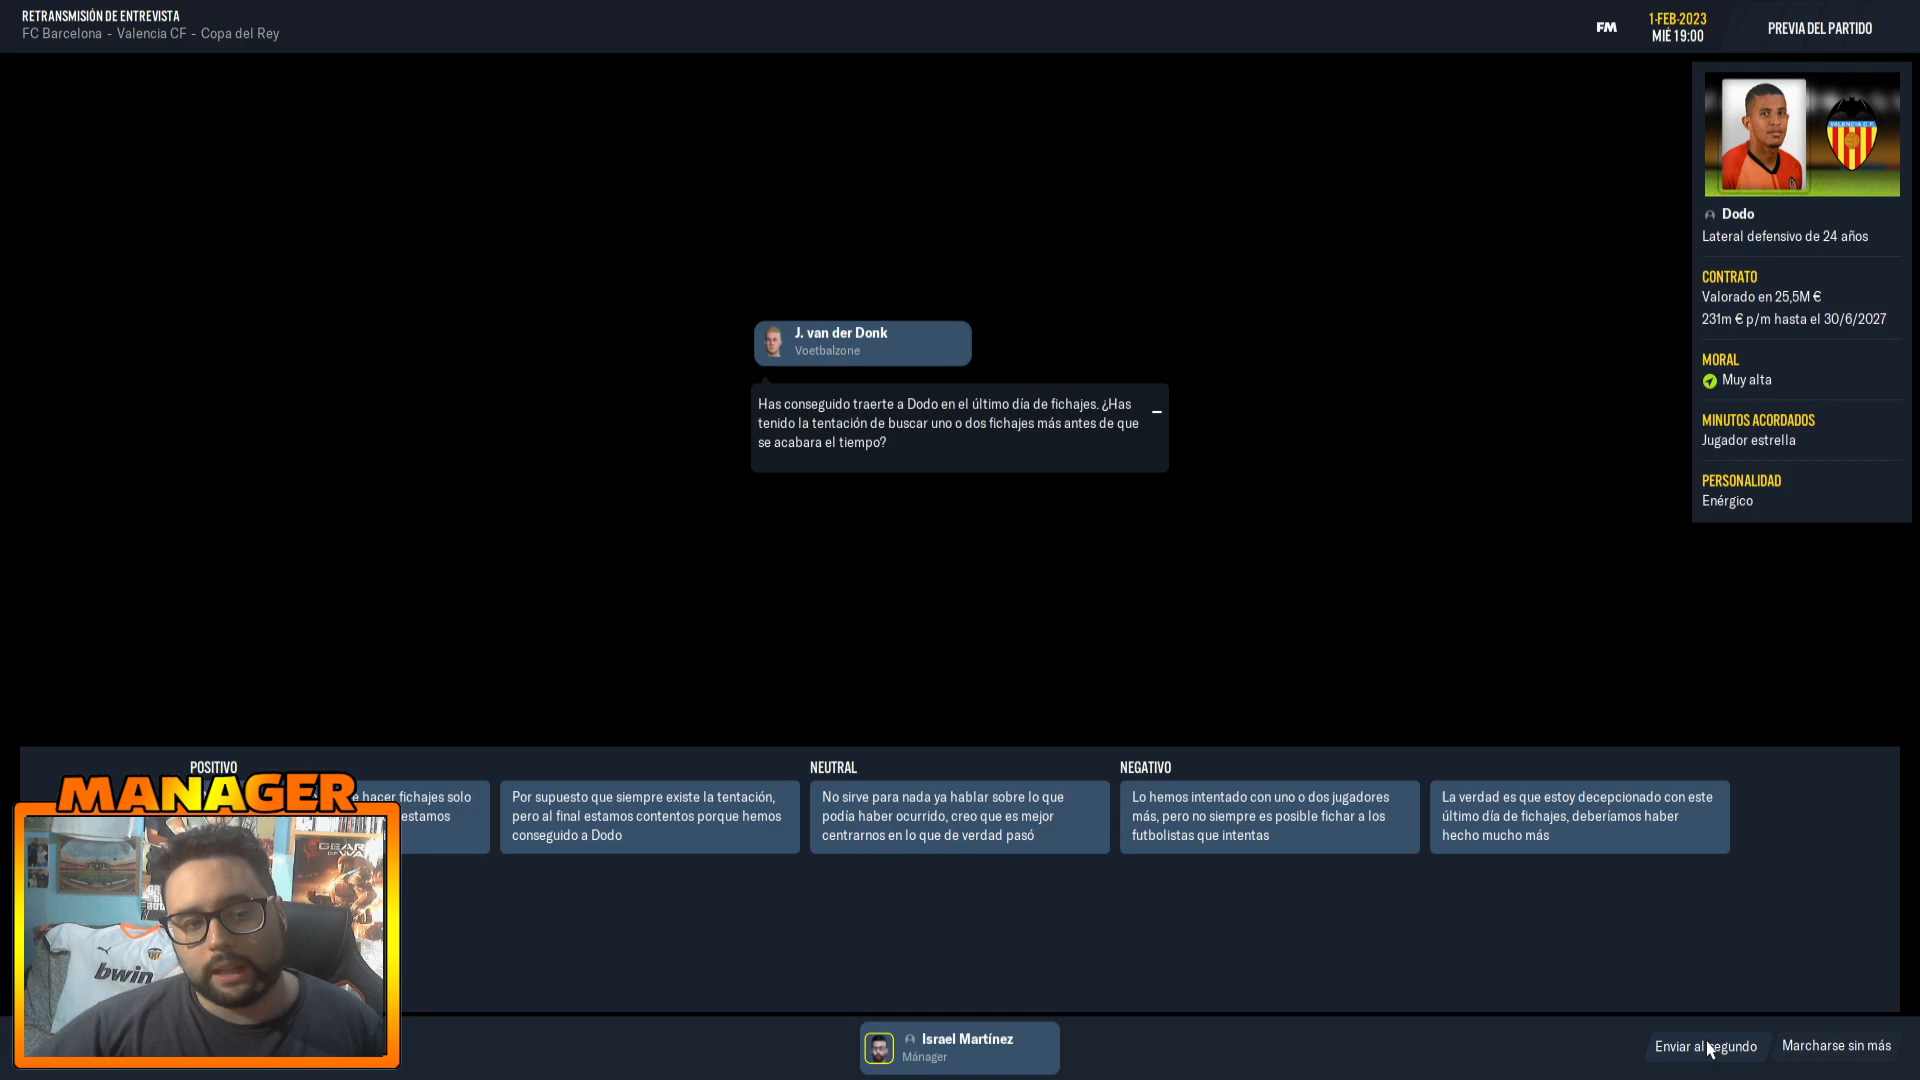 RETRANSMISIÓN DE ENTREVISTA
FC Barcelona - Valencia CF - Copa del Rey
FM
1-FEB-2023
MIÉ 19:00
PREVIA DEL PARTIDO
VALENCIA C.F.
Dodo
Lateral defensivo de 24 años
CONTRATO
Valorado en 25,5M €
231m € p/m hasta el 30/6/2027
MORAL
Muy alta
MINUTOS ACORDADOS
Jugador estrella
PERSONALIDAD
Enérgico
J. van der Donk
Voetbalzone
Has conseguido traerte a Dodo en el último día de fichajes. ¿Has
tenido la tentación de buscar uno o dos fichajes más antes de que
se acabara el tiempo?
POSITIVO
hacer fichajes solo
estamos
Por supuesto que siempre existe la tentación,
pero al final estamos contentos porque hemos
conseguido a Dodo
NEUTRAL
No sirve para nada ya hablar sobre lo que
podía haber ocurrido, creo que es mejor
centrarnos en lo que de verdad pasó
NEGATIVO
Lo hemos intentado con uno o dos jugadores
más, pero no siempre es posible fichar a los
futbolistas que intentas
La verdad es que estoy decepcionado con este
último día de fichajes, deberíamos haber
hecho mucho más
MANAGER
GEARS
OF WAR
bwin
Israel Martínez
Mánager
Enviar al segundo
Marcharse sin más